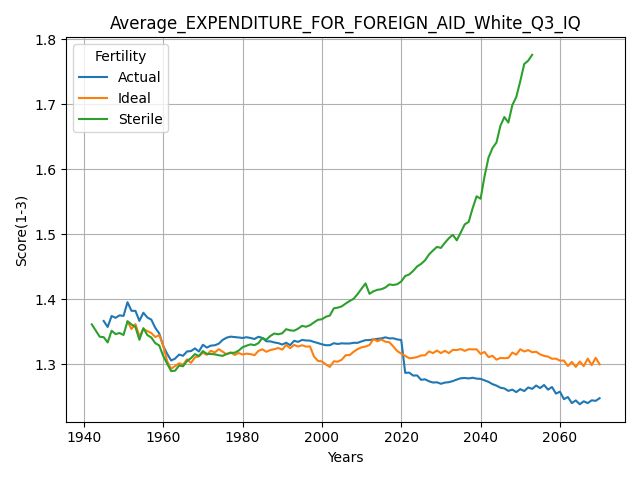 Average_EXPENDITURE_FOR_FOREIGN_AID_White_Q3_IQ
Fertility
Actual
Ideal
Sterile
Score(1-3)
1.8
1.7
1.6
1.5
1.4
1.3
1940 1960 1980 2000 2020 2040 2060
Years